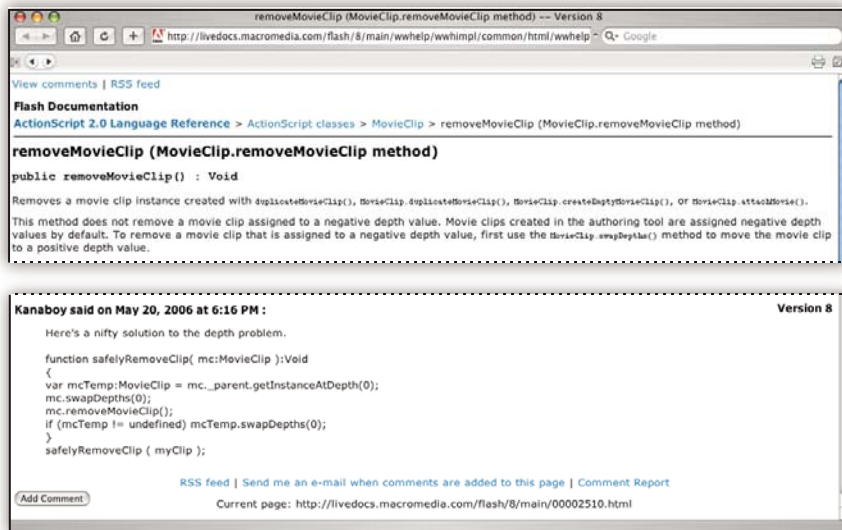 removeMovieClip (MovieClip.removeMovieClip method) -- Version 8
http://livedocs.macromedia.com/flash/8/main/wwhelp/wwhimpl/common/html/wwhelp
Google
View comments | RSS feed
Flash Documentation
ActionScript 2.0 Language Reference > ActionScript classes > MovieClip > removeMovieClip (MovieClip.removeMovieClip method)
removeMovieClip (MovieClip.removeMovieClip method)
public removeMovieClip() : Void
Removes a movie clip instance created with duplicateMovieClip(), MovieClip.duplicateMovieClip(), MovieClip.createEmptyMovieClip(), or MovieClip.attachMovie().
This method does not remove a movie clip assigned to a negative depth value. Movie clips created in the authoring tool are assigned negative depth
values by default. To remove a movie clip that is assigned to a negative depth value, first use the MovieClip.swapDepths() method to move the movie clip
to a positive depth value.
Kanaboy said on May 20, 2006 at 6:16 PM :
Version 8
Here's a nifty solution to the depth problem.
function safelyRemoveClip( mc:MovieClip ):Void
{
var mcTemp:MovieClip = mc._parent.getInstanceAtDepth(0);
mc.swapDepths(0);
mc.removeMovieClip();
if (mcTemp != undefined) mcTemp.swapDepths(0);
}
safelyRemoveClip ( myClip );
RSS feed | Send me an e-mail when comments are added to this page | Comment Report
Add Comment
Current page: http://livedocs.macromedia.com/flash/8/main/00002510.html